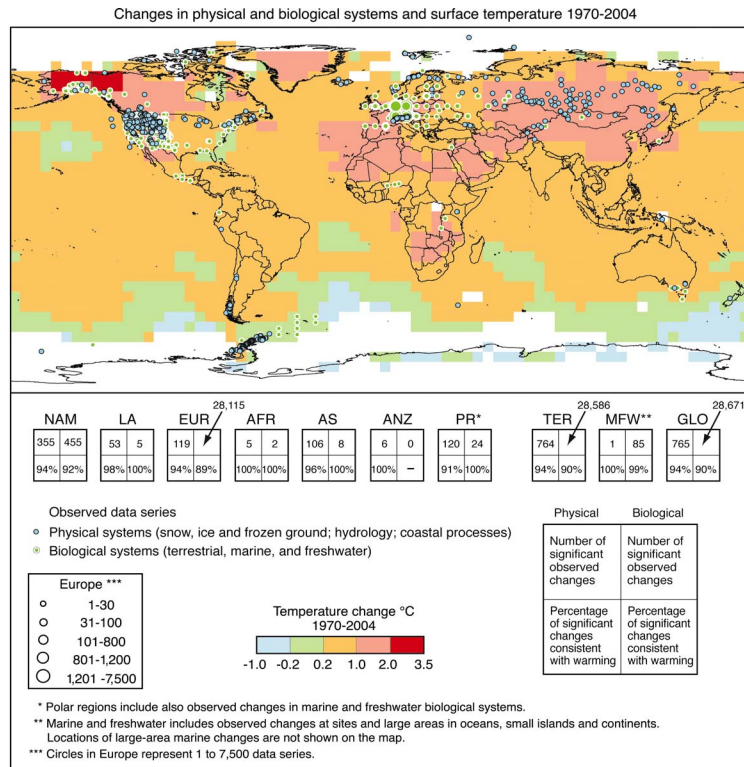 Changes in physical and biological systems and surface temperature 1970-2004
28,115
28,586
28,671
NAM LA EUR AFR AS ANZ PR* TER MFW** GLO
355 455 53 5 119 5 2 106 8 6 0 120 24 764 1 85 765
94% 92% 98% 100% 94% 89% 100% 100% 96% 100% 100% – 91% 100% 94% 90% 100% 99% 94% 90%
Observed data series
Physical systems (snow, ice and frozen ground; hydrology; coastal processes)
Biological systems (terrestrial, marine, and freshwater)
Europe ***
1-30
31-100
101-800
801-1,200
1,201 -7,500
Temperature change °C
1970-2004
-1.0 -0.2 0.2 1.0 2.0 3.5
Physical Biological
Number of significant observed changes
Number of significant observed changes
Percentage of significant changes consistent with warming
Percentage of significant changes consistent with warming
* Polar regions include also observed changes in marine and freshwater biological systems.
** Marine and freshwater includes observed changes at sites and large areas in oceans, small islands and continents.
Locations of large-area marine changes are not shown on the map.
*** Circles in Europe represent 1 to 7,500 data series.